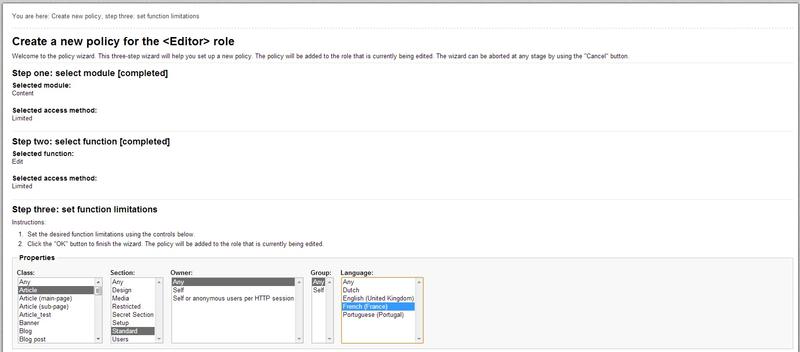 You are here: Create new policy, step three: set function limitations
Create a new policy for the <Editor> role
Welcome to the policy wizard. This three-step wizard will help you set up a new policy. The policy will be added to the role that is currently being edited. The wizard can be aborted at any stage by using the "Cancel" button.
Step one: select module [completed]
Selected module:
Content
Selected access method:
Limited
Step two: select function [completed]
Selected function:
Edit
Selected access method:
Limited
Step three: set function limitations
Instructions:
1. Set the desired function limitations using the controls below.
2. Click the "OK" button to finish the wizard. The policy will be added to the role that is currently being edited.
Properties
Class:
Any
Article
Article (main-page)
Article (sub-page)
Article_test
Banner
Blog
Blog post
Section:
Any
Design
Media
Restricted
Secret Section
Setup
Standard
Users
Owner:
Any
Self
Self or anonymous users per HTTP session
Group:
Any
Self
Language:
Any
Dutch
English (United Kingdom)
French (France)
Portuguese (Portugal)